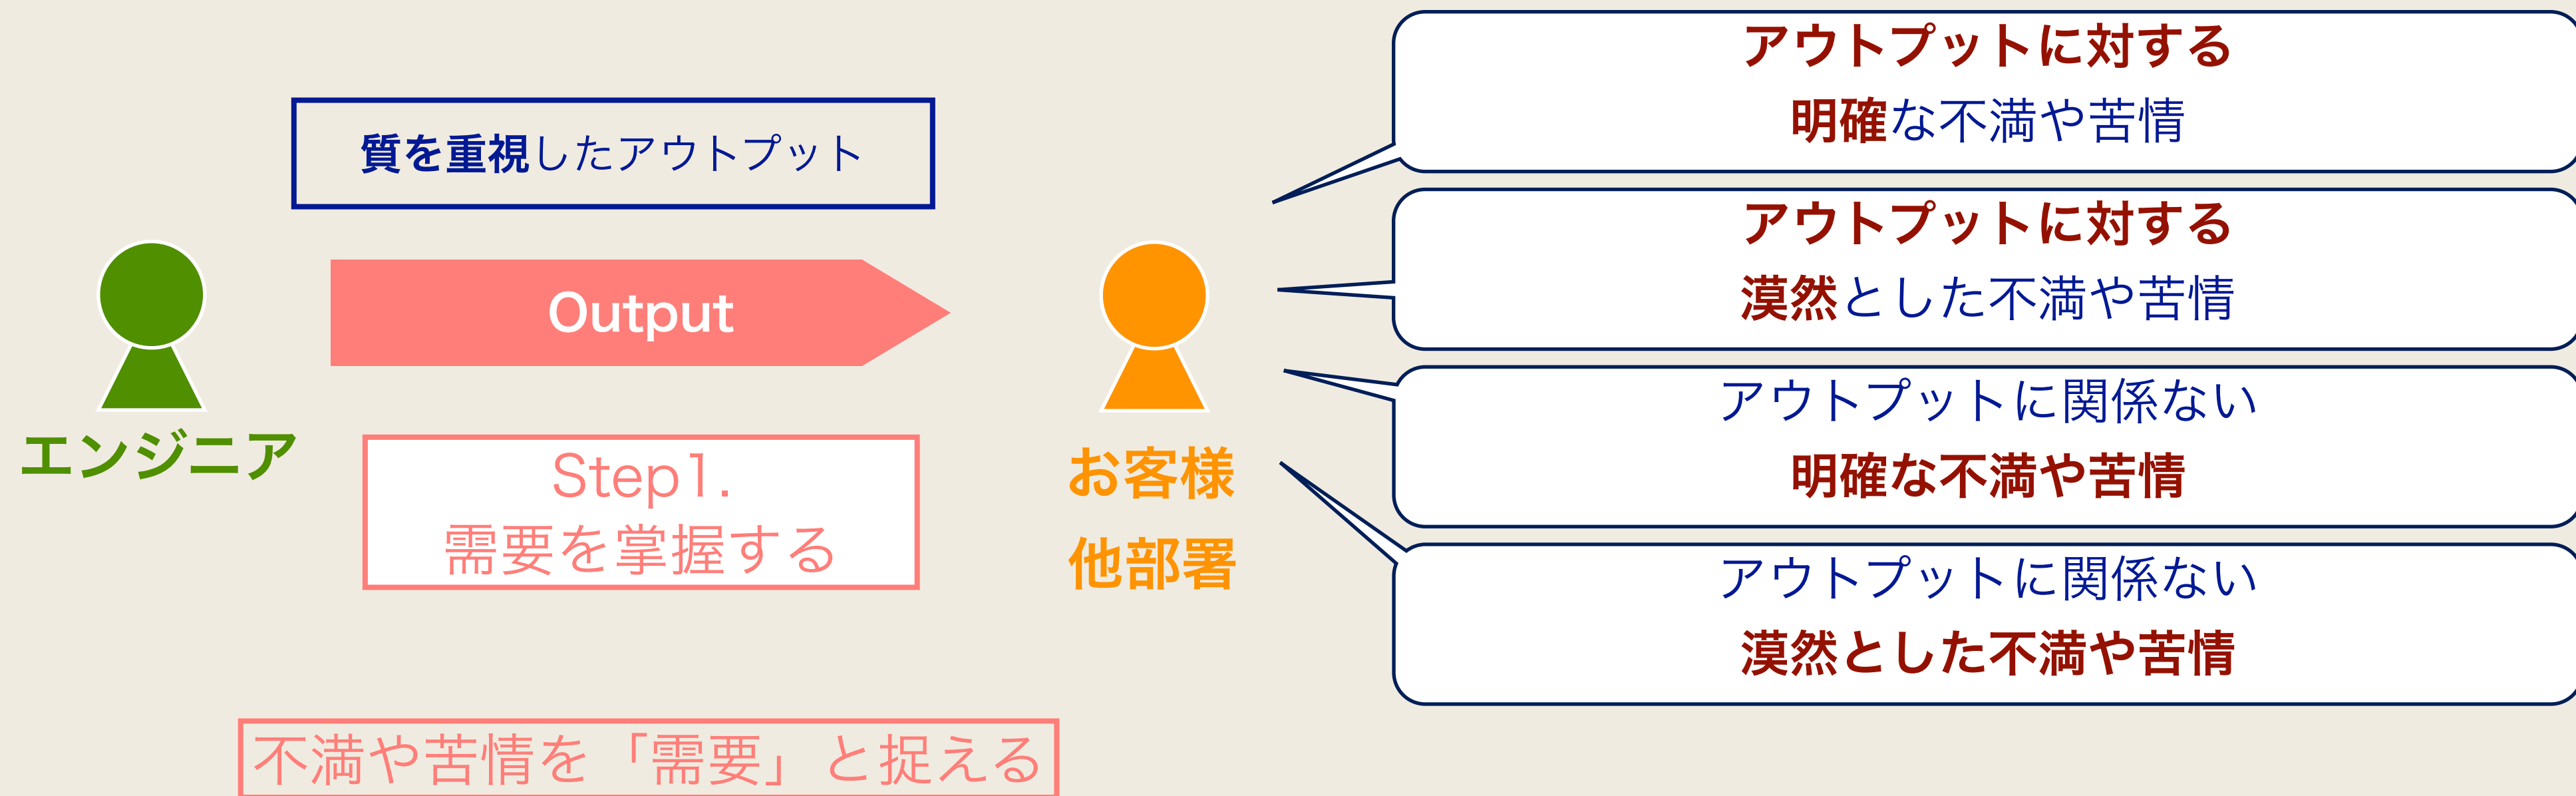 質を重視したアウトプット
Output
エンジニア
Step1.
需要を掌握する
不満や苦情を「需要」と捉える
お客様
他部署
アウトプットに対する
明確な不満や苦情
アウトプットに対する
漠然とした不満や苦情
アウトプットに関係ない
明確な不満や苦情
アウトプットに関係ない
漠然とした不満や苦情